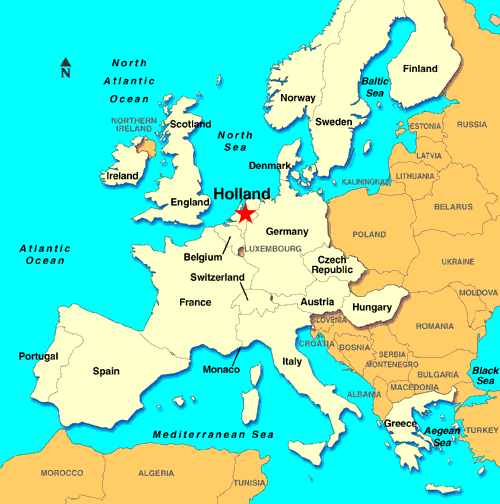 North
Atlantic
Ocean
N
Finland
Baltic
Sea
Norway
Sweden
NORTHERN
IRELAND
Scotland
North
Sea
ESTONIA
RUSSIA
LATVIA
Denmark
LITHUANIA
Ireland
KALININGRAD
Holland
England
BELARUS
Germany
POLAND
Atlantic
Ocean
LUXEMBOURG
Belgium
Czech
Republic
UKRAINE
Switzerland
MOLDOVA
France
Austria
Hungary
SLOVENIA
ROMANIA
CROATIA
BOSNIA
Portugal
SERBIA
MONTENEGRO
Italy
Spain
Monaco
BULGARIA
Black
Sea
MACEDONIA
ALBANIA
Greece
Aegean
Sea
TURKEY
Mediterranean Sea
MOROCCO
ALGERIA
TUNISIA